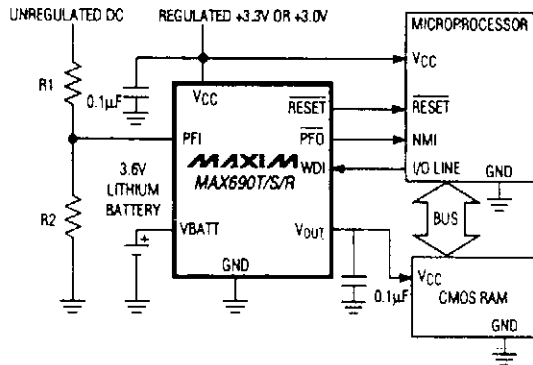 UNREGULATED DC
REGULATED +3.3V OR +3.0V
MICROPROCESSOR
R1
0.1µF
VCC
VCC
RESET
RESET
PFI
PFO
NMI
MAXIM
MAX690T/S/R
WDI
I/O LINE
GND
3.6V
LITHIUM
BATTERY
R2
BUS
VBATT
VOUT
GND
0.1µF
VCC
CMOS RAM
GND